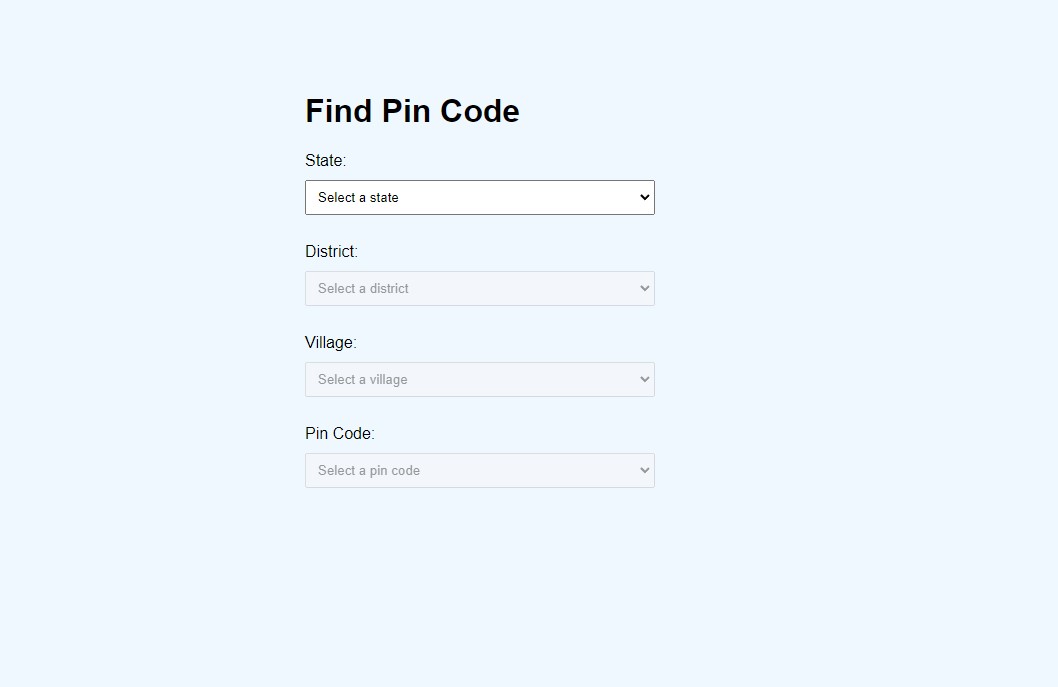 Find Pin Code
State:
Select a state
District:
Select a district
Village:
Select a village
Pin Code:
Select a pin code